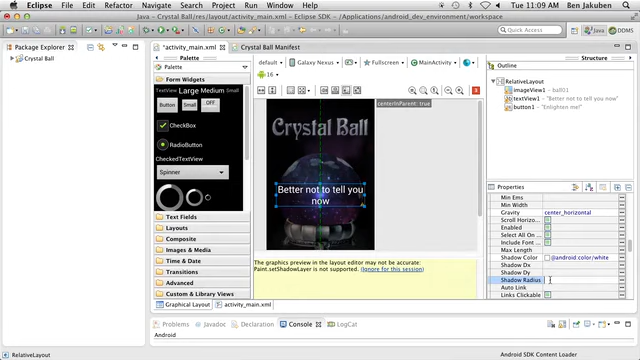 Eclipse File Edit Refactor Run Navigate Search Project Refactor Window Help Tue 11:09 AM Ben Jakuben
Java – Crystal Ball/res/layout/activity_main.xml – Eclipse SDK – /Applications/android_dev_environment/workspace
Java DDMS
Package Explorer
Crystal Ball
*activity_main.xml
Crystal Ball Manifest
Palette
Palette
Form Widgets
TextView Large Medium Small
Button Small OFF
CheckBox
RadioButton
CheckedTextView
Spinner
Text Fields
Layouts
Composite
Images & Media
Time & Date
Transitions
Advanced
Custom & Library Views
default Galaxy Nexus Fullscreen MainActivity
16
centerInParent: true
Crystal Ball
Better not to tell you
now
The graphics preview in the layout editor may not be accurate:
Paint.setShadowLayer is not supported. (Ignore for this session)
Graphical Layout
activity_main.xml
Structure
Outline
RelativeLayout
imageView1 - ball01
textView1 - "Better not to tell you now"
button1 - "Enlighten me!"
Properties
Min Ems
Min Width
Gravity center_horizontal
Scroll Horizo...
Enabled
Select All On ...
Include Font ...
Max Length
Shadow Color @android:color/white
Shadow Dx
Shadow Dy
Shadow Radius
Auto Link
Links Clickable
Problems Javadoc Declaration Search Console LogCat
Android
RelativeLayout
Android SDK Content Loader